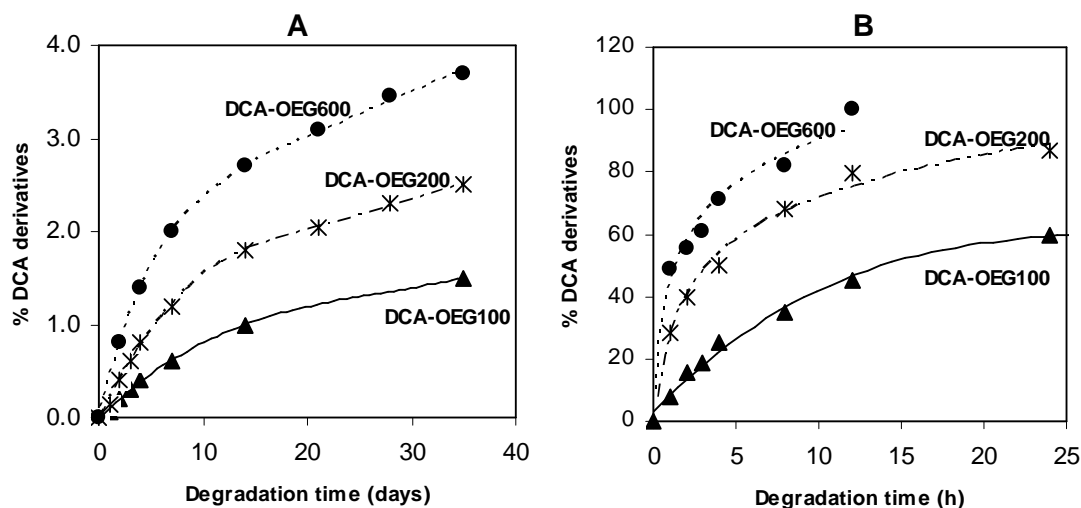 A
% DCA derivatives
4.0
3.0
2.0
1.0
0.0
DCA-OEG600
DCA-OEG200
DCA-OEG100
0 10 20 30 40
Degradation time (days)
B
% DCA derivatives
120
100
80
60
40
20
0
DCA-OEG600
DCA-OEG200
DCA-OEG100
0 5 10 15 20 25
Degradation time (h)